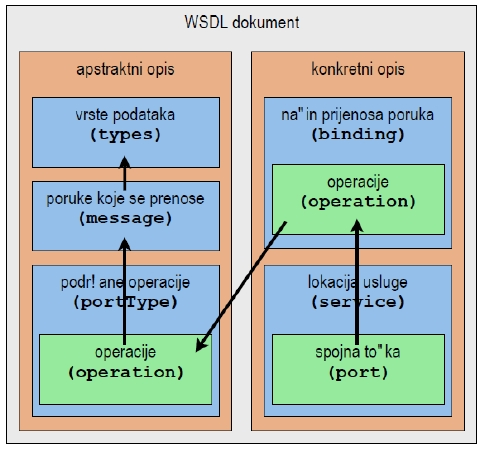 WSDL dokument
apstraktni opis
vrste podataka
(types)
poruke koje se prenose
(message)
podr! ane operacije
(portType)
operacije
(operation)
konkretni opis
na" in prijenosa poruka
(binding)
operacije
(operation)
lokacija usluge
(service)
spojna to" ka
(port)